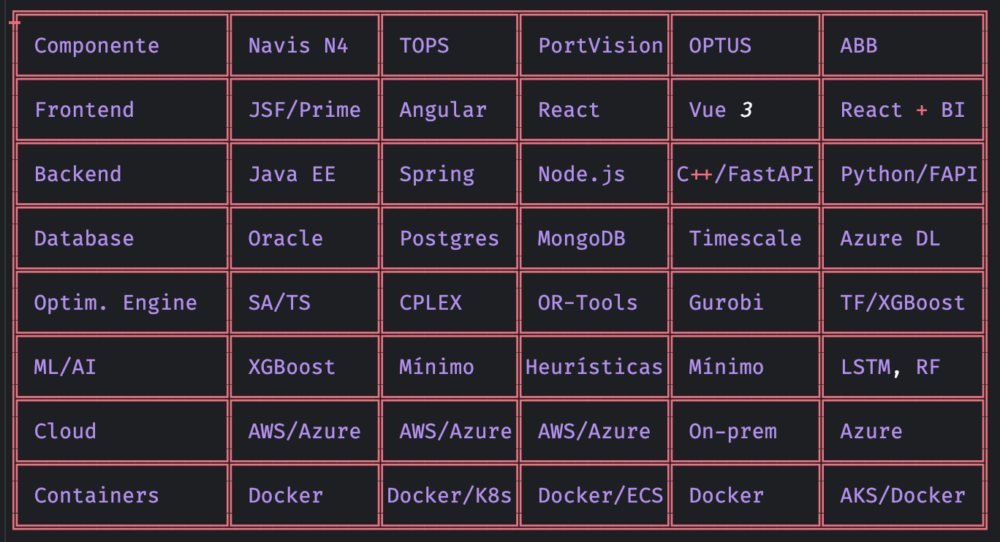 Componente Navis N4 TOPS PortVision OPTUS ABB
Frontend JSF/Prime Angular React Vue 3 React + BI
Backend Java EE Spring Node.js C++/FastAPI Python/FAPI
Database Oracle Postgres MongoDB Timescale Azure DL
Optim. Engine SA/TS CPLEX OR-Tools Gurobi TF/XGBoost
ML/AI XGBoost Mínimo Heurísticas Mínimo LSTM, RF
Cloud AWS/Azure AWS/Azure AWS/Azure On-prem Azure
Containers Docker Docker/K8s Docker/ECS Docker AKS/Docker